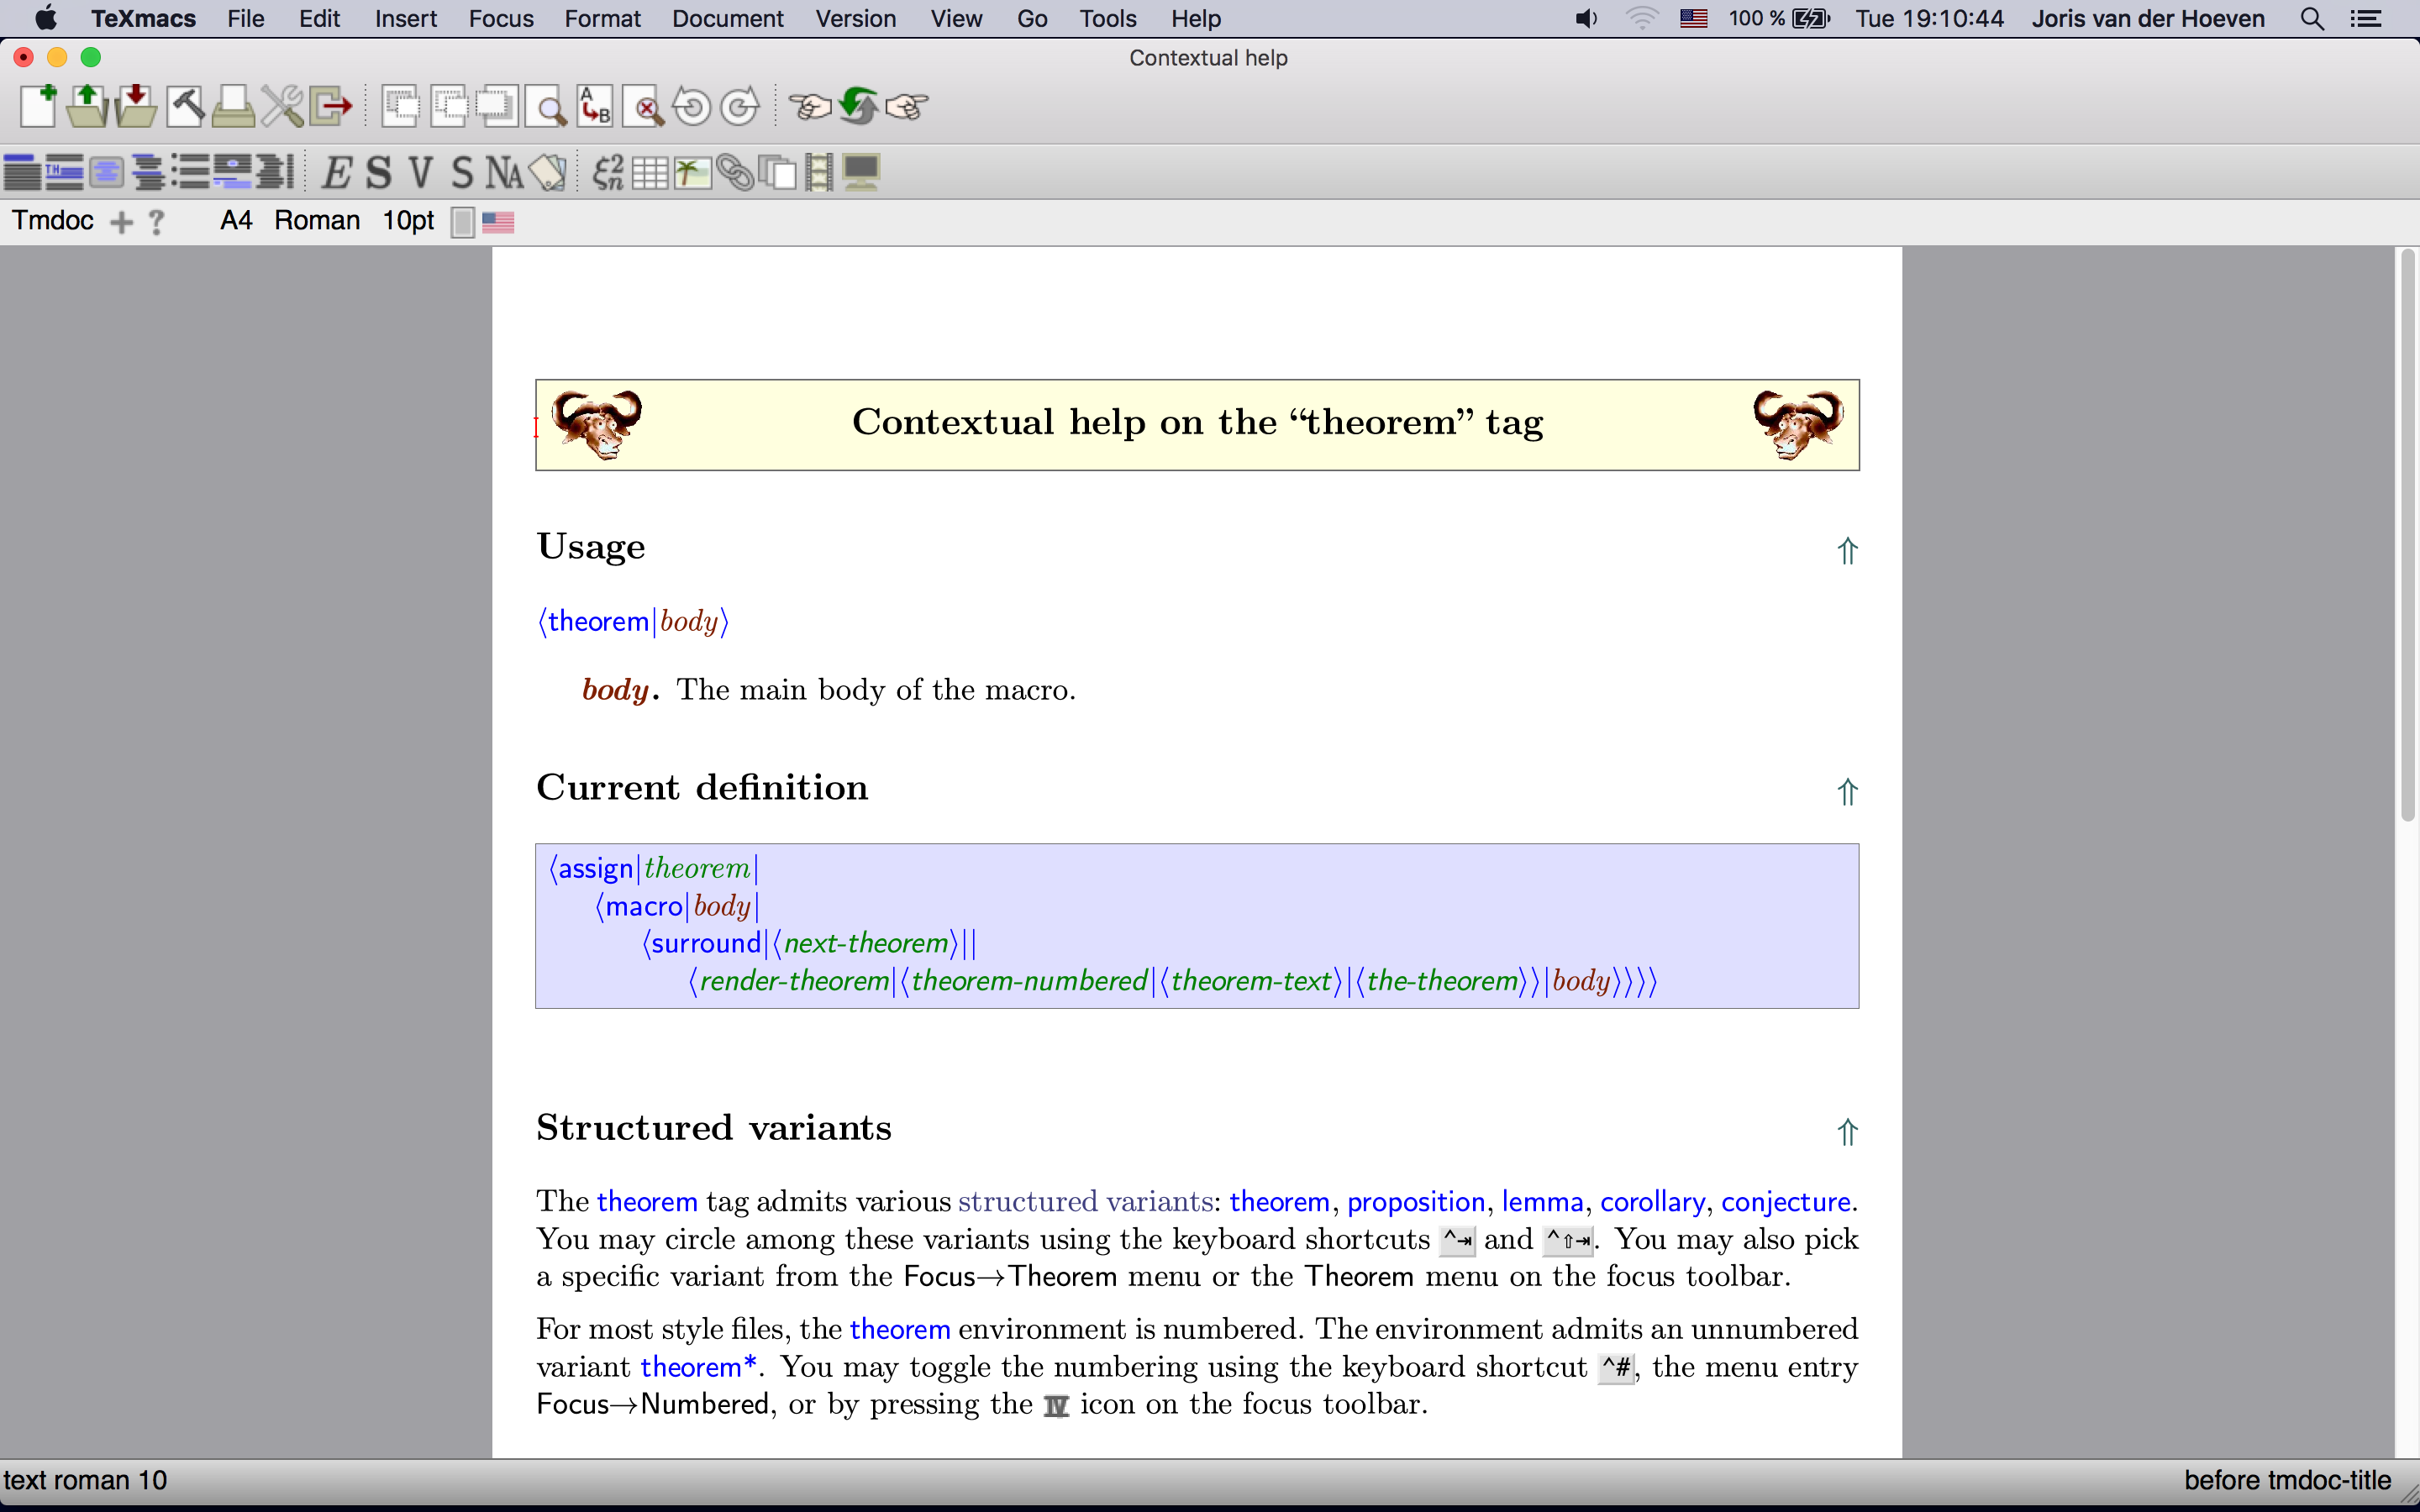 TeXmacs File Edit Insert Focus Format Document Version View Go Tools Help 100 % Tue 19:10:44 Joris van der Hoeven
Contextual help
A B
TH E S V S NA ξ2n
Tmdoc + ? A4 Roman 10pt
Contextual help on the “theorem” tag
Usage ⇑
⟨theorem|body⟩
body. The main body of the macro.
Current definition ⇑
⟨assign|theorem|
⟨macro|body|
⟨surround|⟨next-theorem⟩||
⟨render-theorem|⟨theorem-numbered|⟨theorem-text⟩|⟨the-theorem⟩⟩|body⟩⟩⟩⟩
Structured variants ⇑
The theorem tag admits various structured variants: theorem, proposition, lemma, corollary, conjecture.
You may circle among these variants using the keyboard shortcuts ^⇥ and ^⇧⇥. You may also pick
a specific variant from the Focus→Theorem menu or the Theorem menu on the focus toolbar.
For most style files, the theorem environment is numbered. The environment admits an unnumbered
variant theorem*. You may toggle the numbering using the keyboard shortcut ^#, the menu entry
Focus→Numbered, or by pressing the IV icon on the focus toolbar.
text roman 10 before tmdoc-title